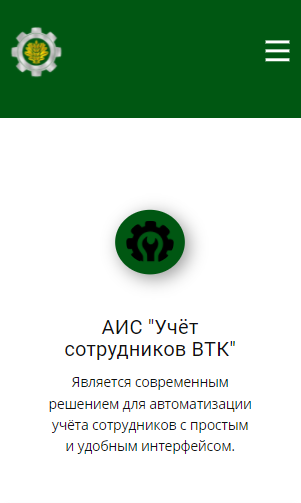 АИС "Учёт
сотрудников ВТК"
Является современным
решением для автоматизации
учёта сотрудников с простым
и удобным интерфейсом.